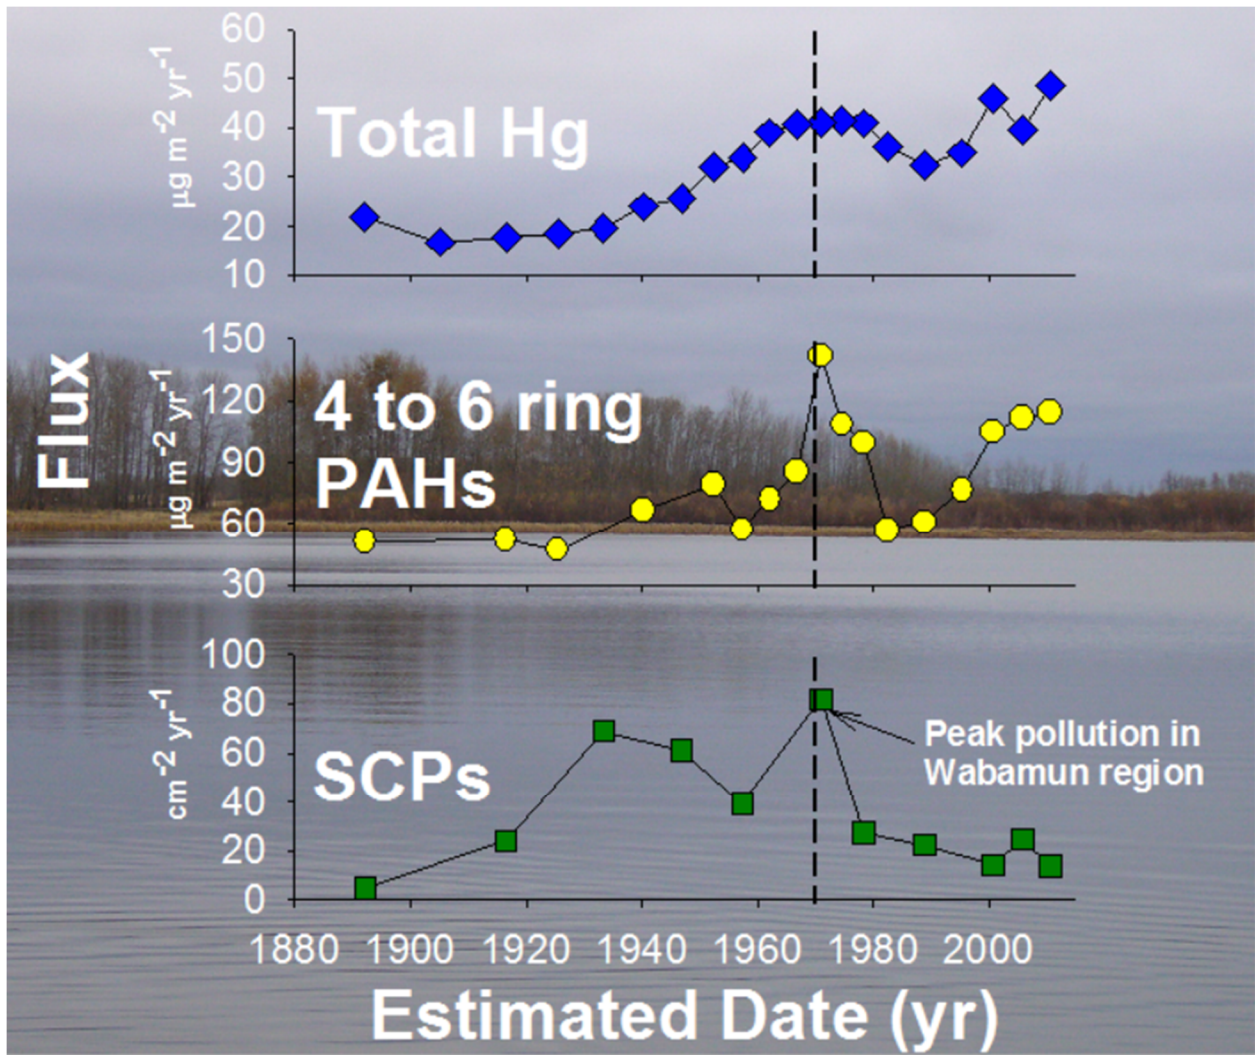 60
50
40
30
20
10
µg m-2 yr-1
Total Hg
150
120
90
60
30
Flux
µg m-2 yr-1
4 to 6 ring
PAHs
100
80
60
40
20
0
cm-2 yr-1
SCPs
Peak pollution in
Wabamun region
1880 1900 1920 1940 1960 1980 2000
Estimated Date (yr)